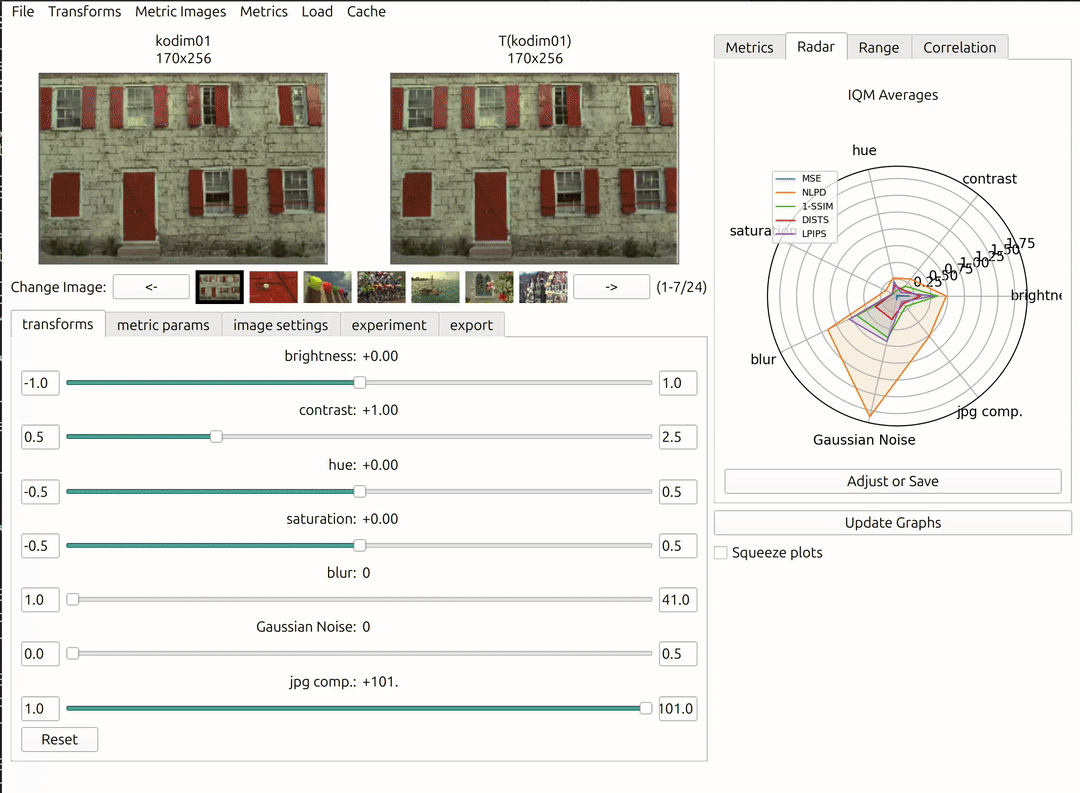 File Transforms Metric Images Metrics Load Cache
kodim01
170x256
T(kodim01)
170x256
Change Image: <- -> (1-7/24)
transforms metric params image settings experiment export
brightness: +0.00
-1.0 1.0
contrast: +1.00
0.5 2.5
hue: +0.00
-0.5 0.5
saturation: +0.00
-0.5 0.5
blur: 0
1.0 41.0
Gaussian Noise: 0
0.0 0.5
jpg comp.: +101.
1.0 101.0
Reset
Metrics Radar Range Correlation
IQM Averages
hue
contrast
MSE
NLPD
1-SSIM
DISTS
LPIPS
saturation
1.75
1.50
1.25
1.00
0.75
0.50
0.25
brightne
blur
jpg comp.
Gaussian Noise
Adjust or Save
Update Graphs
Squeeze plots